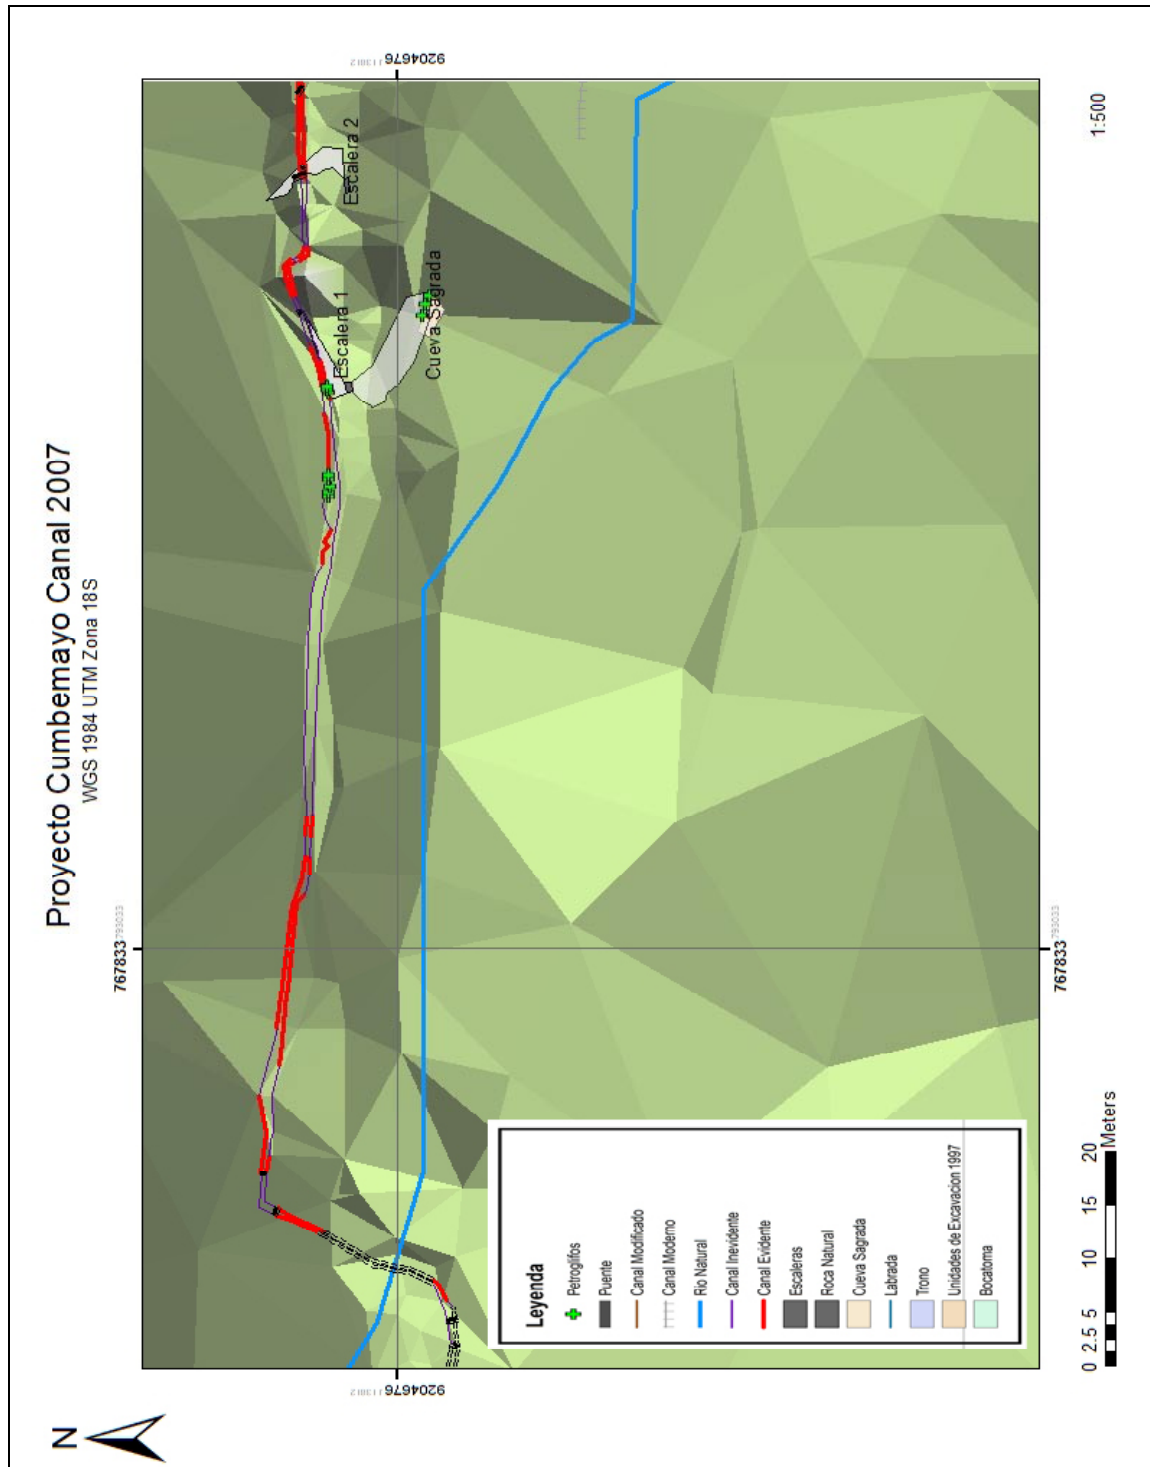 Proyecto Cumbemayo Canal 2007
WGS 1984 UTM Zona 18S
767833
9204676
9204676
767833
Escalera 1
Escalera 2
Cueva Sagrada
Leyenda
Petroglifos
Puente
Canal Modificado
Canal Moderno
Rio Natural
Canal Inevidente
Canal Evidente
Escaleras
Roca Natural
Cueva Sagrada
Labrada
Trono
Unidades de Excavacion 1997
Bocatoma
N
0 2.5 5 10 15 20
Meters
1:500